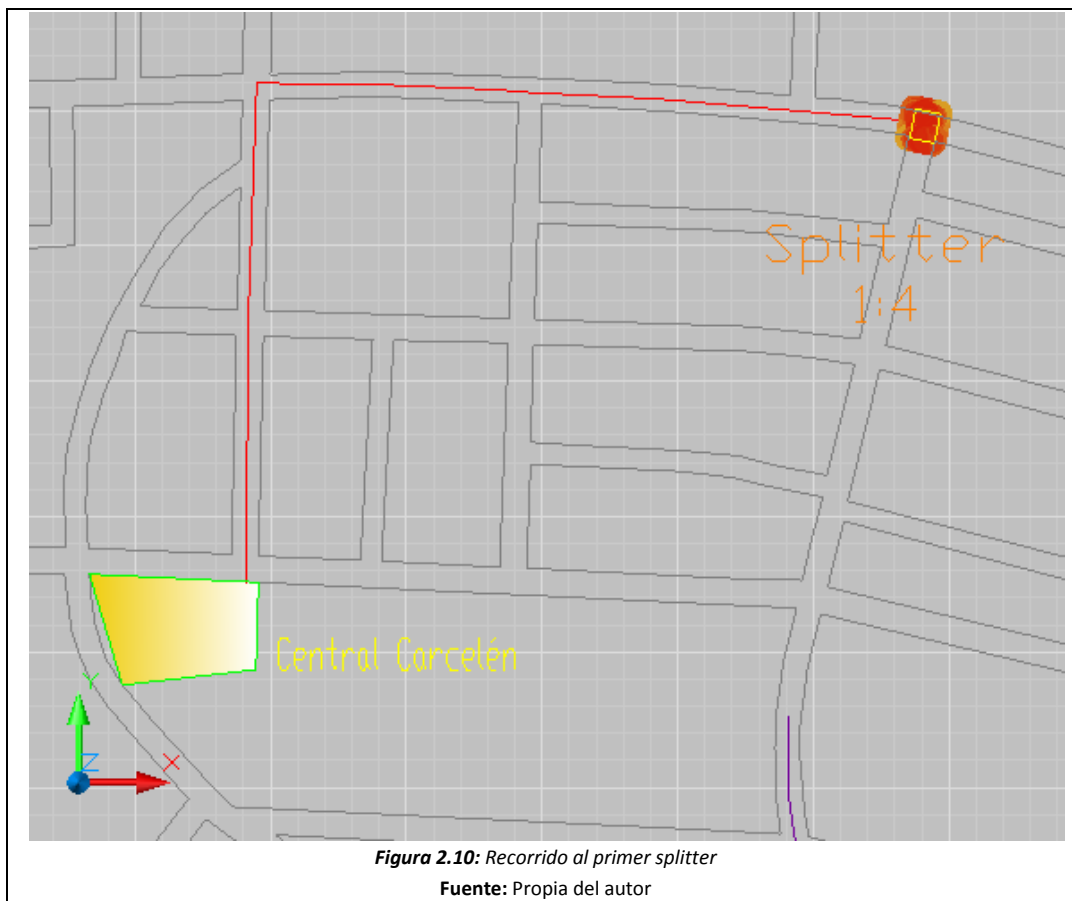 Splitter
1:4
Central Carcelén
Y
Z
X
Figura 2.10: Recorrido al primer splitter
Fuente: Propia del autor